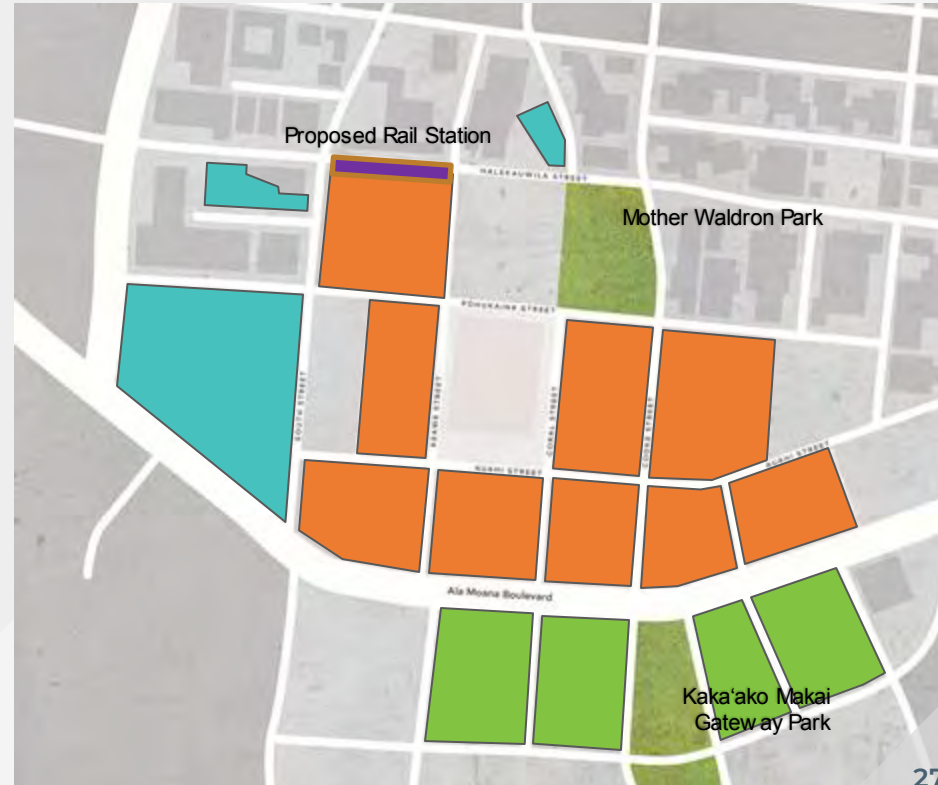 Proposed Rail Station
HALEKAUWILA STREET
Mother Waldron Park
POHUKAINA STREET
SOUTH STREET
KEAWE STREET
CORAL STREET
COOKE STREET
AUAHI STREET
AUAHI STREET
Ala Moana Boulevard
Kaka‘ako Makai
Gatew ay Park
27